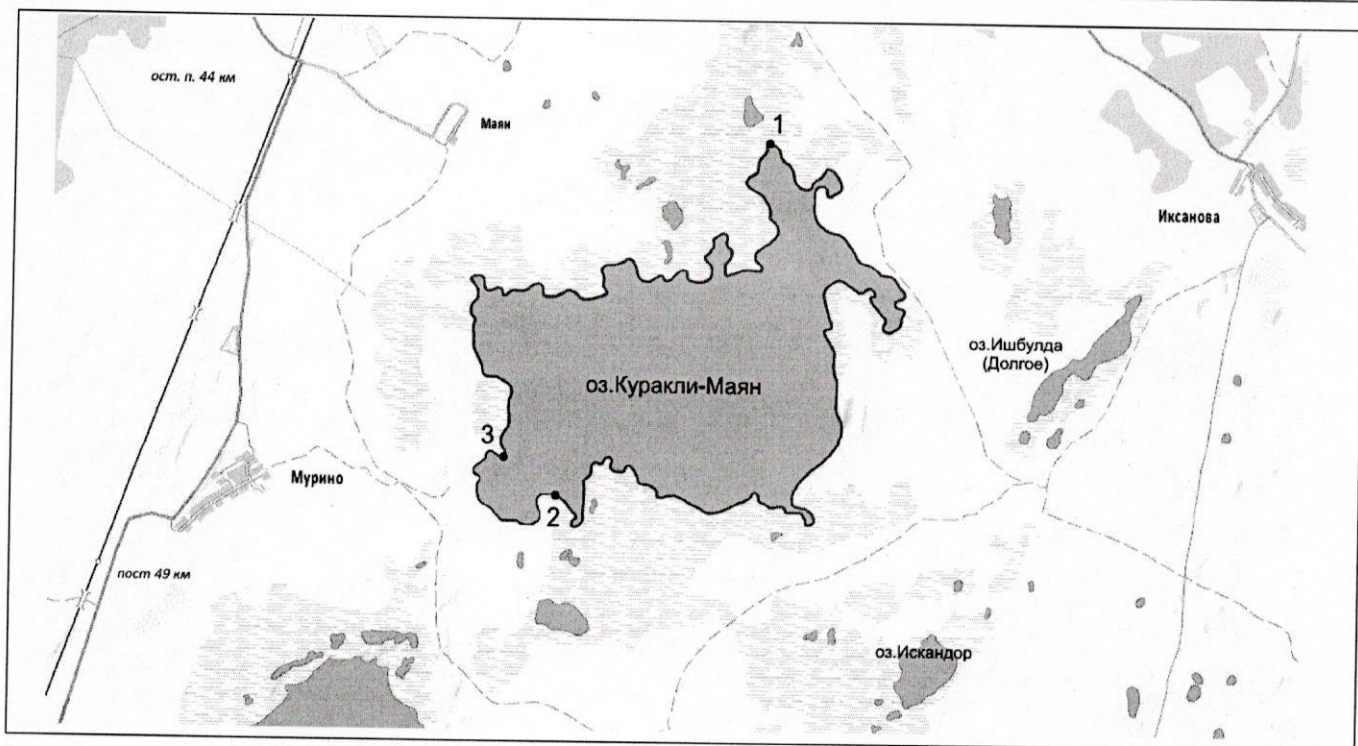 ост. п. 44 км
Маян
1
Иксанова
оз.Ишбулда
(Долгое)
оз.Куракли-Маян
3
Мурино
2
пост 49 км
оз.Искандор